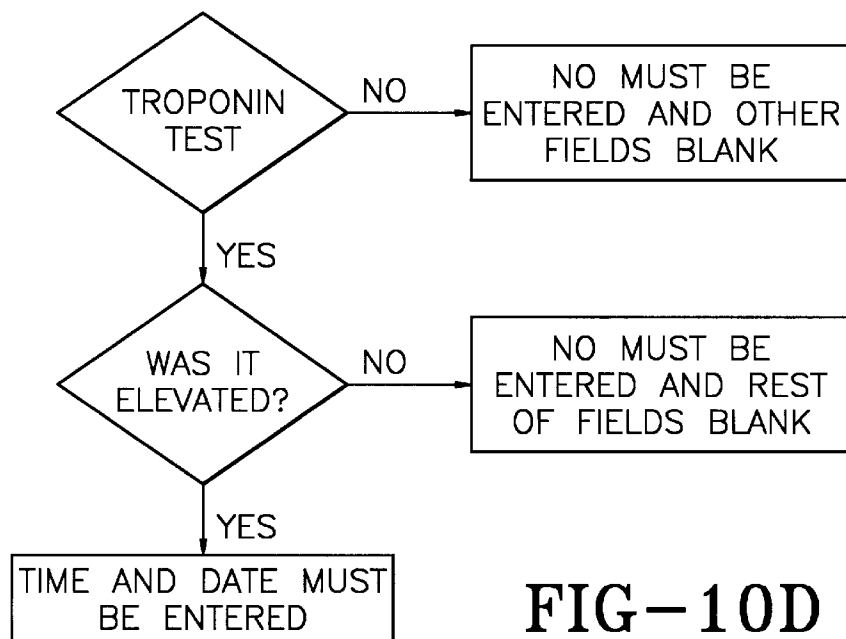 TROPONIN
TEST
NO
NO MUST BE
ENTERED AND OTHER
FIELDS BLANK
YES
WAS IT
ELEVATED?
NO
NO MUST BE
ENTERED AND REST
OF FIELDS BLANK
YES
TIME AND DATE MUST
BE ENTERED
FIG-10D